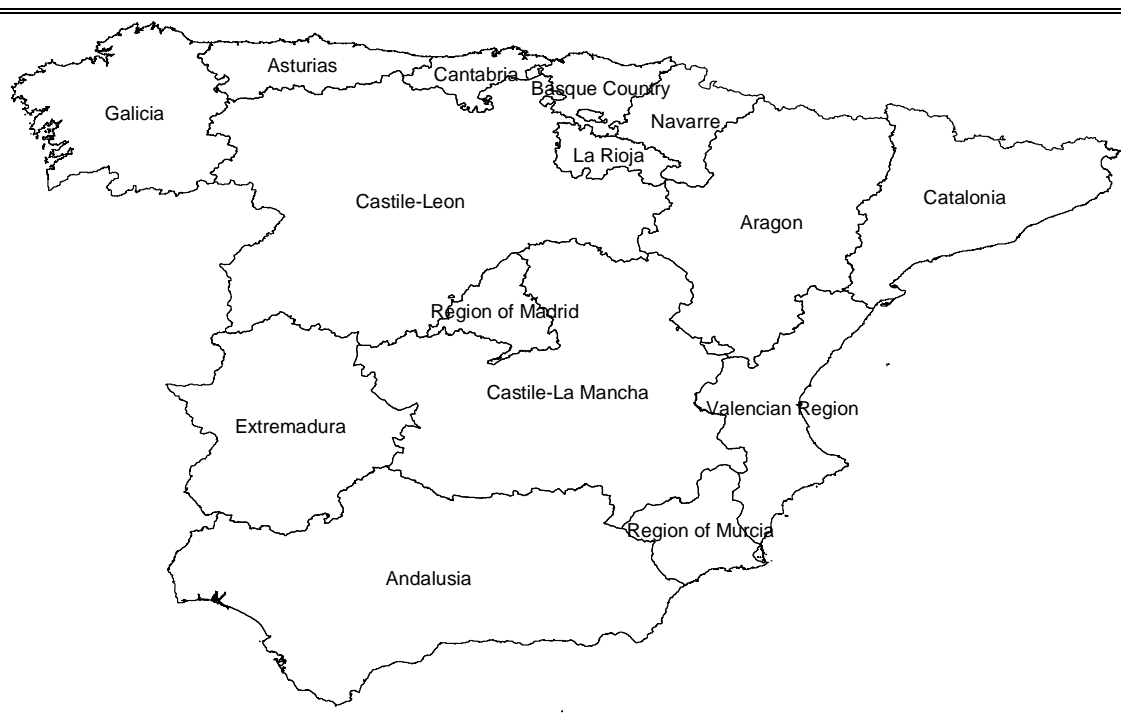 Asturias
Cantabria
Basque Country
Galicia
Navarre
La Rioja
Castile-Leon
Catalonia
Aragon
Region of Madrid
Castile-La Mancha
Valencian Region
Extremadura
Region of Murcia
Andalusia